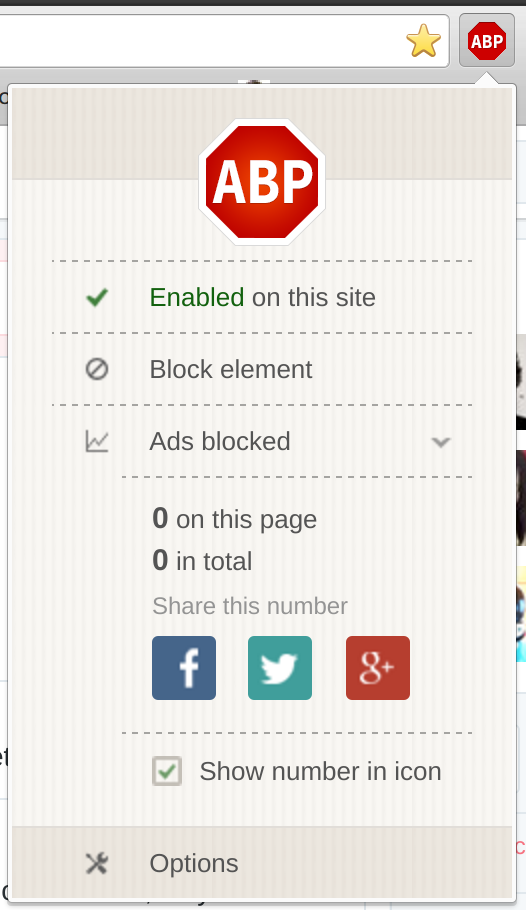 ABP
ABP
Enabled on this site
Block element
Ads blocked
0 on this page
0 in total
Share this number
f
g+
Show number in icon
Options